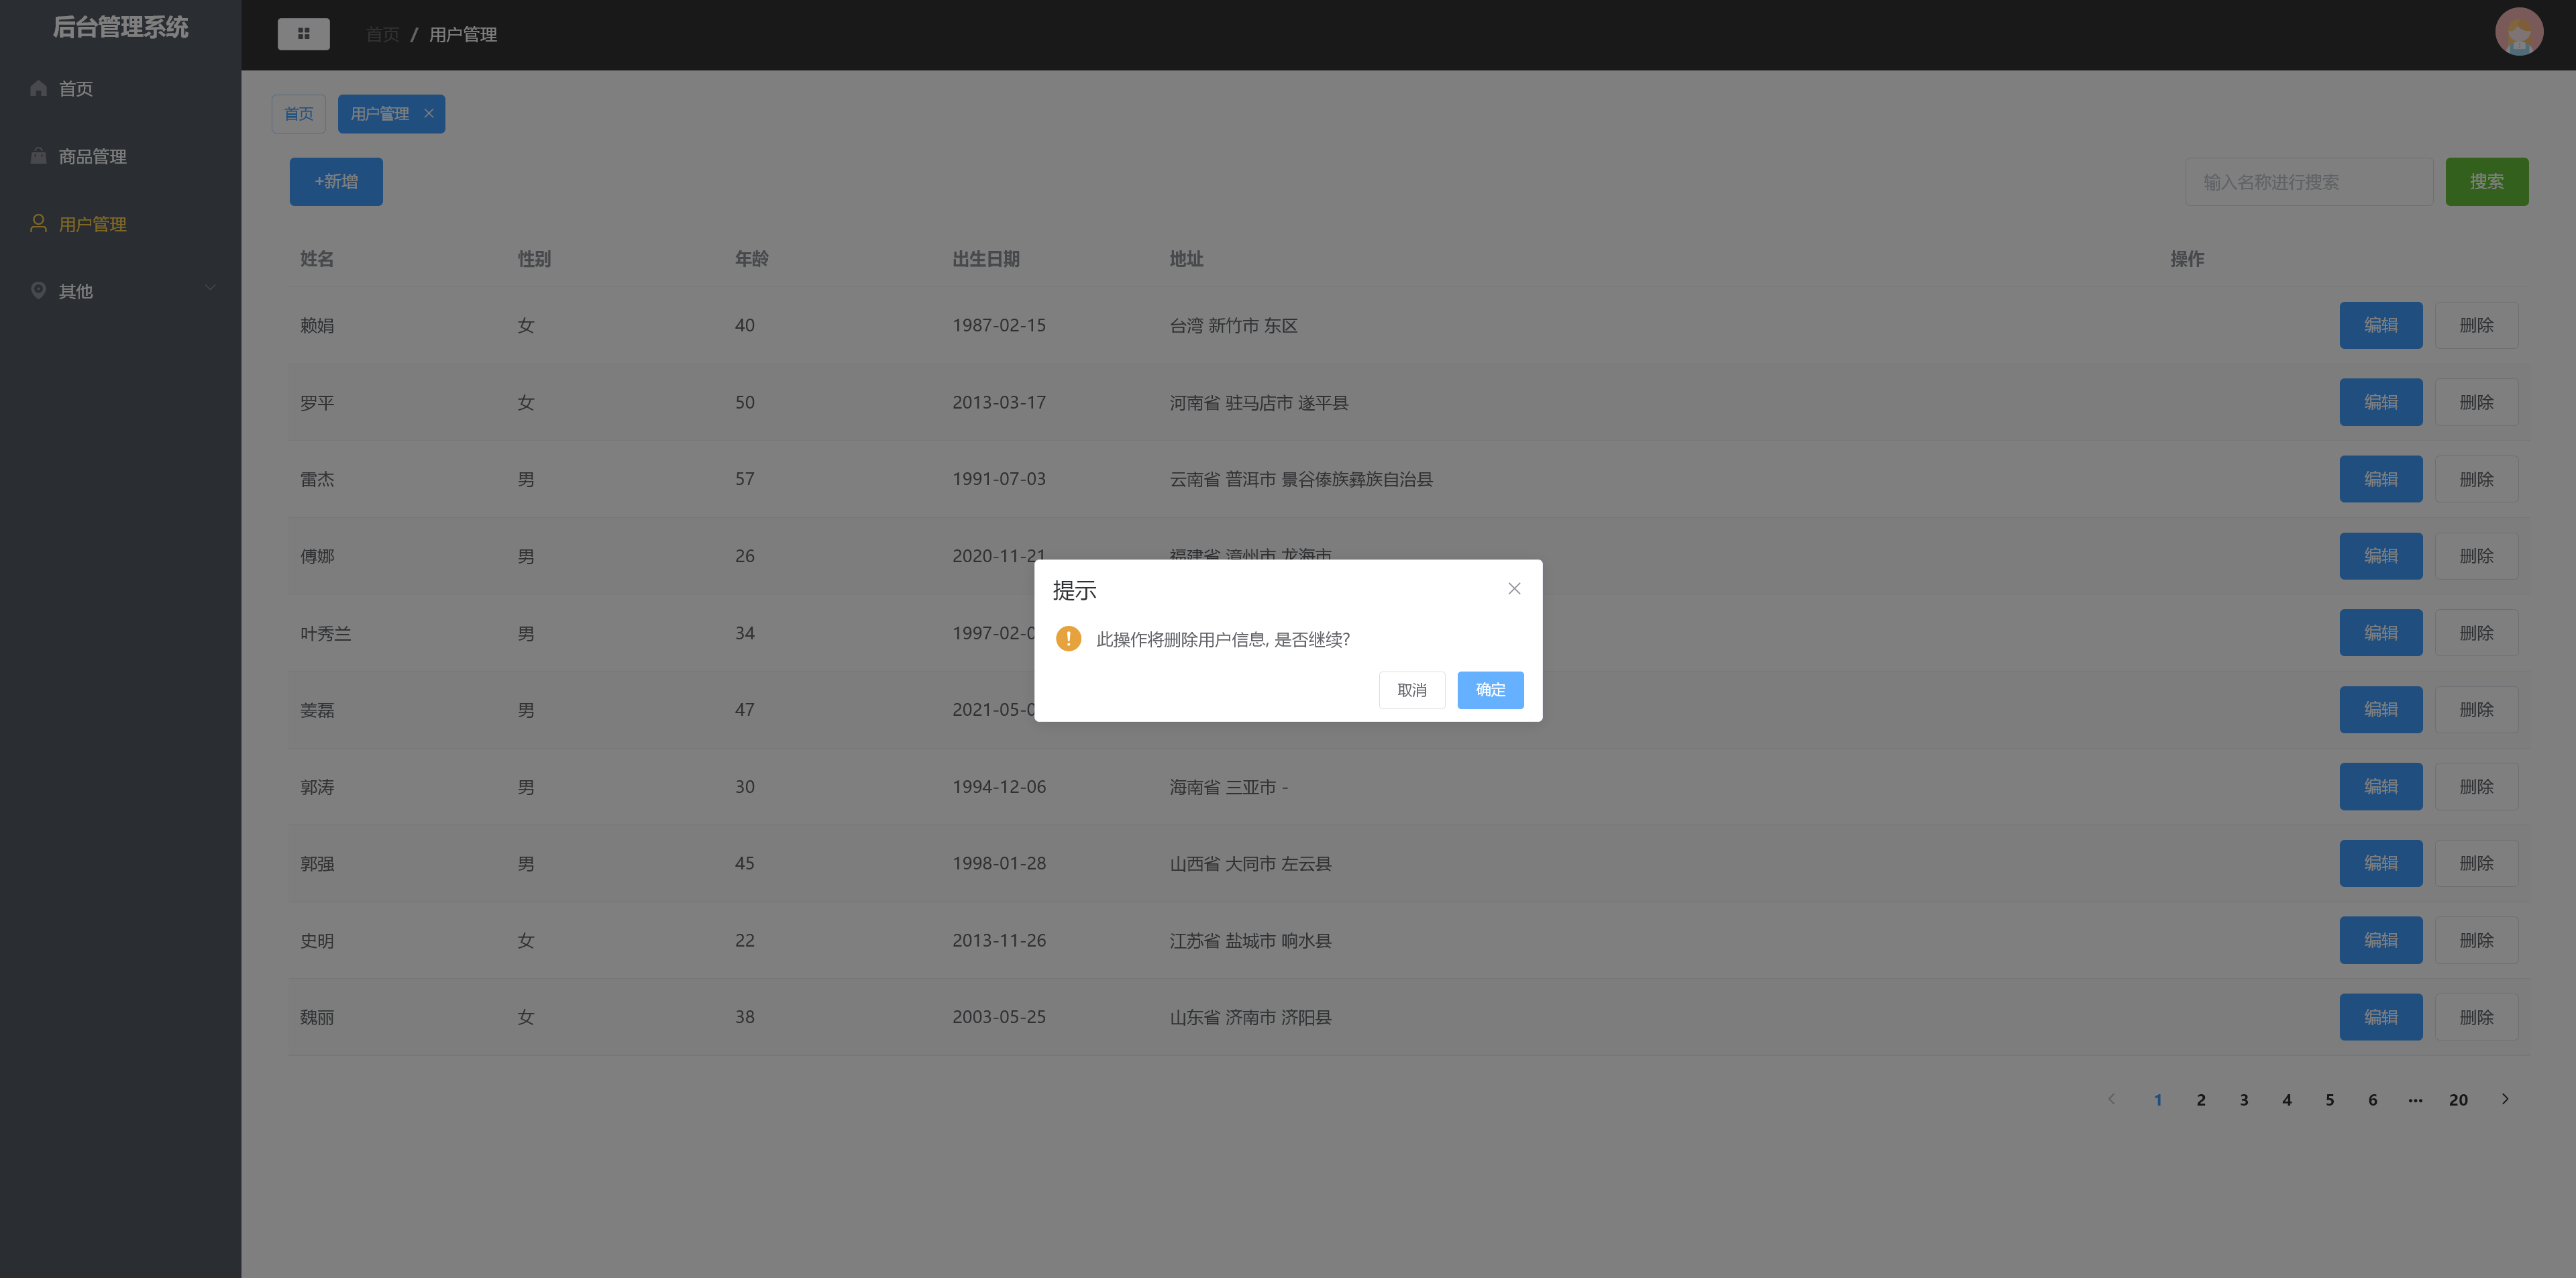 后台管理系统
首页 / 用户管理
首页
商品管理
用户管理
其他
首页 用户管理
+新增 输入名称进行搜索 搜索
姓名 性别 年龄 出生日期 地址 操作
赖娟 女 40 1987-02-15 台湾 新竹市 东区 编辑 删除
罗平 女 50 2013-03-17 河南省 驻马店市 遂平县 编辑 删除
雷杰 男 57 1991-07-03 云南省 普洱市 景谷傣族彝族自治县 编辑 删除
傅娜 男 26 2020-11-21 福建省 漳州市 龙海市 编辑 删除
叶秀兰 男 34 1997-02-0 编辑 删除
姜磊 男 47 2021-05-0 编辑 删除
郭涛 男 30 1994-12-06 海南省 三亚市 - 编辑 删除
郭强 男 45 1998-01-28 山西省 大同市 左云县 编辑 删除
史明 女 22 2013-11-26 江苏省 盐城市 响水县 编辑 删除
魏丽 女 38 2003-05-25 山东省 济南市 济阳县 编辑 删除
提示
此操作将删除用户信息, 是否继续?
取消 确定
1 2 3 4 5 6 ... 20